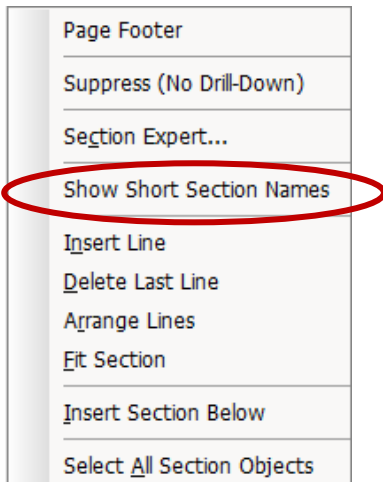 Page Footer
Suppress (No Drill-Down)
Section Expert...
Show Short Section Names
Insert Line
Delete Last Line
Arrange Lines
Fit Section
Insert Section Below
Select All Section Objects